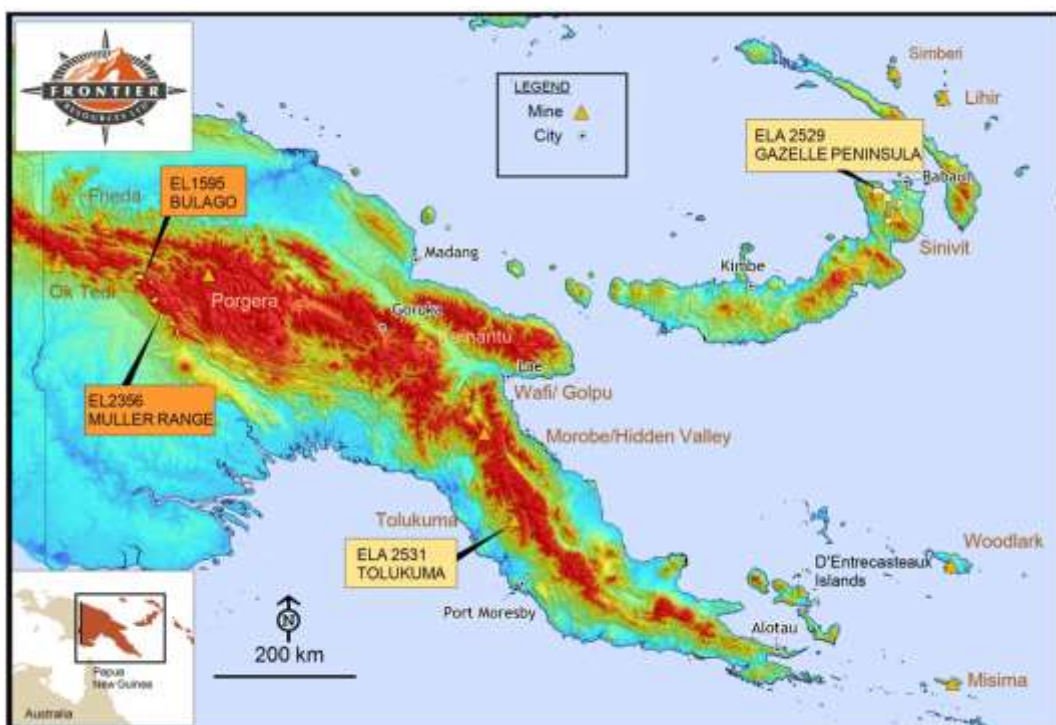 FRONTIER
RESOURCES LTD
LEGEND
Mine
City
Simberi
Lihir
ELA 2529
GAZELLE PENINSULA
Rabaul
Sinivit
Kimbe
EL1595
BULAGO
Frieda
Madang
Ok Tedi
Porgera
Goroka
Kainantu
Lae
Wafi/ Golpu
EL2356
MULLER RANGE
Morobe/Hidden Valley
Tolukuma
ELA 2531
TOLUKUMA
Woodlark
D'Entrecasteaux
Islands
Port Moresby
Alotau
N
200 km
Misima
Papua
New Guinea
Australia